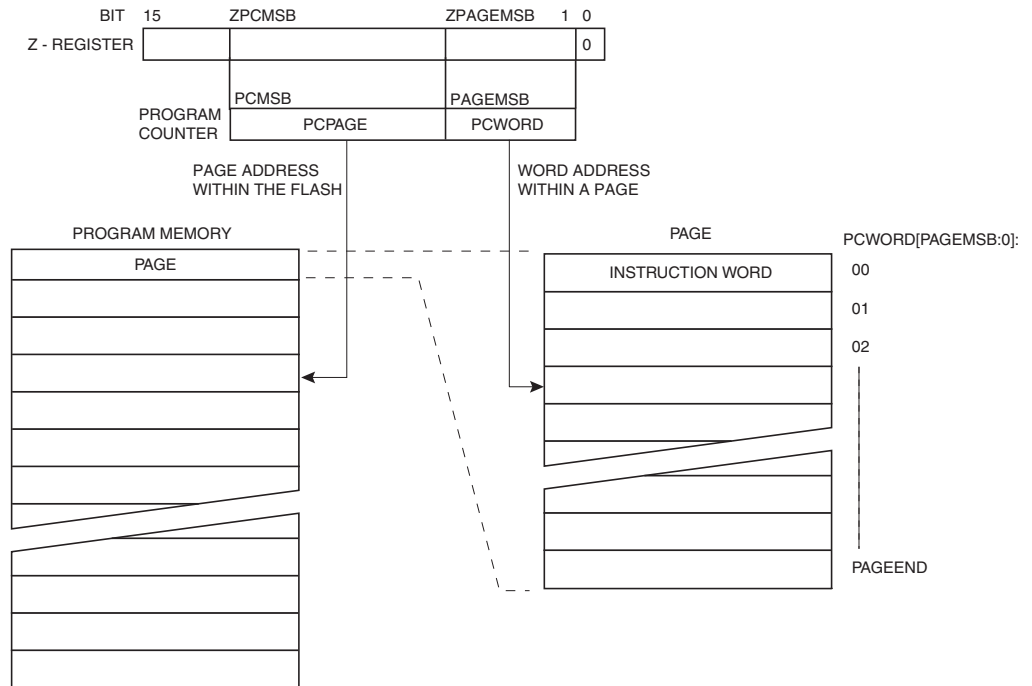 BIT 15 ZPCMSB ZPAGEMSB 1 0
Z - REGISTER 0
PCMSB PAGEMSB
PROGRAM
COUNTER
PCPAGE PCWORD
PAGE ADDRESS
WITHIN THE FLASH
WORD ADDRESS
WITHIN A PAGE
PROGRAM MEMORY
PAGE
PAGE
PCWORD[PAGEMSB:0]:
INSTRUCTION WORD 00
01
02
PAGEEND